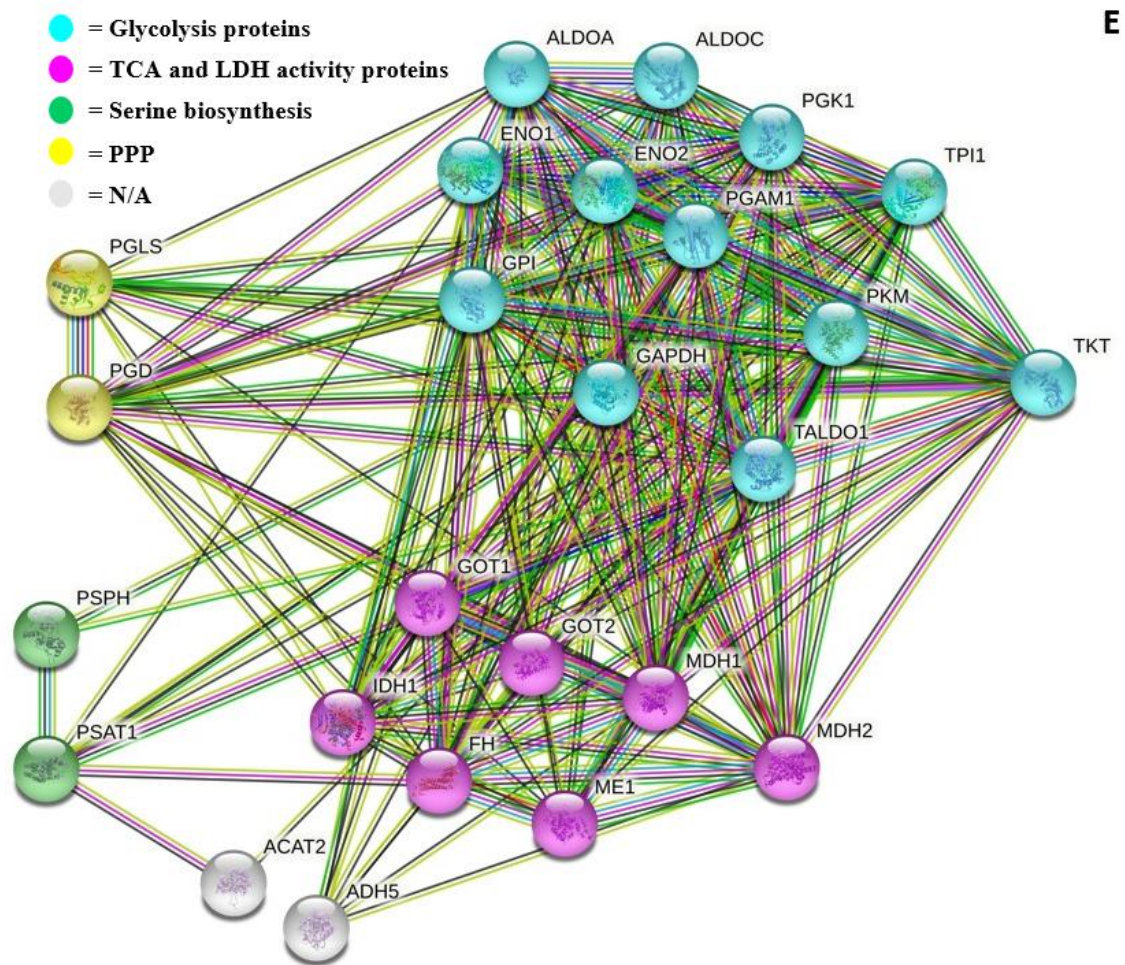 E
= Glycolysis proteins
= TCA and LDH activity proteins
= Serine biosynthesis
= PPP
= N/A
ALDOA
ALDOC
PGK1
ENO1
ENO2
TPI1
PGAM1
PGLS
GPI
PKM
PGD
GAPDH
TKT
TALDO1
GOT1
PSPH
GOT2
MDH1
IDH1
MDH2
PSAT1
FH
ME1
ACAT2
ADH5